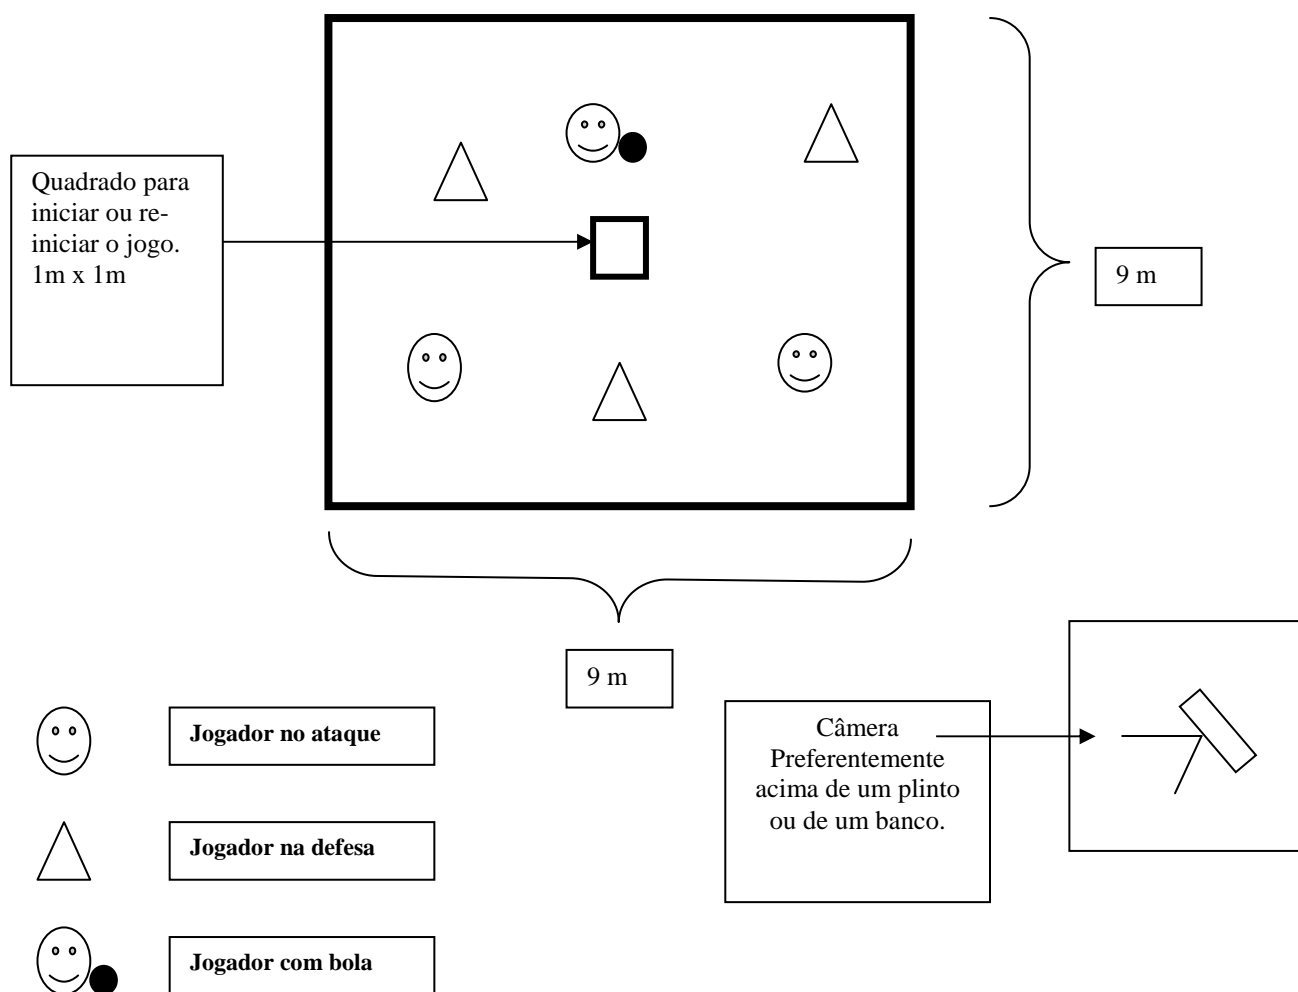 Quadrado para
iniciar ou re-
iniciar o jogo.
1m x 1m
9 m
9 m
Câmera
Preferentemente
acima de um plinto
ou de um banco.
Jogador no ataque
Jogador na defesa
Jogador com bola